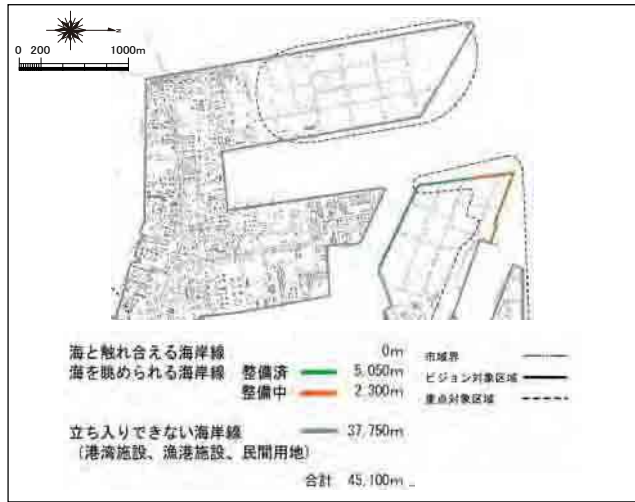 N
0 200 1000m
海と触れ合える海岸線 0m
海を眺められる海岸線 整備済 5,050m
整備中 2,300m
立ち入りできない海岸線 37,750m
(港湾施設、漁港施設、民間用地)
合計 45,100m
市域界
ビジョン対象区域
重点対象区域